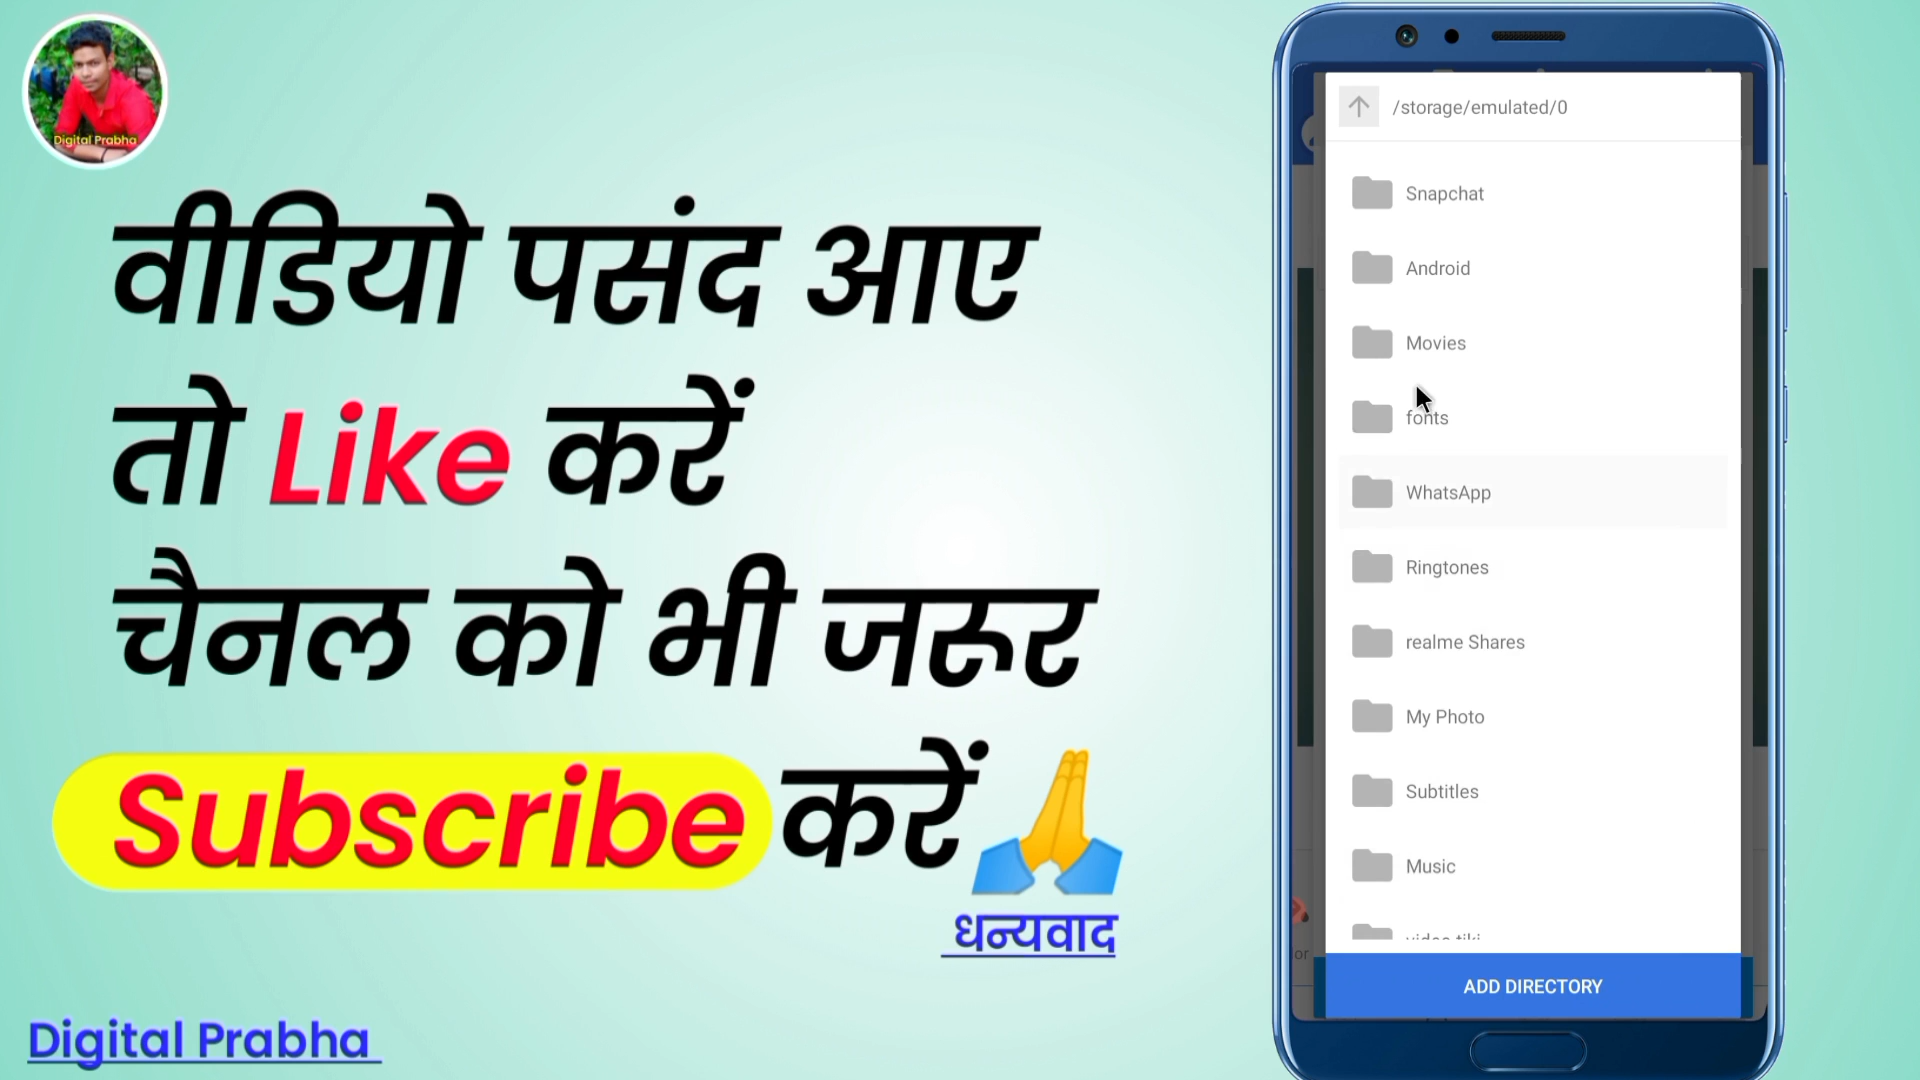 Digital Prabha
वीडियो पसंद आए
तो Like करें
चैनल को भी जरूर
Subscribe करें
धन्यवाद
Digital Prabha
/storage/emulated/0
Snapchat
Android
Movies
fonts
WhatsApp
Ringtones
realme Shares
My Photo
Subtitles
Music
ADD DIRECTORY